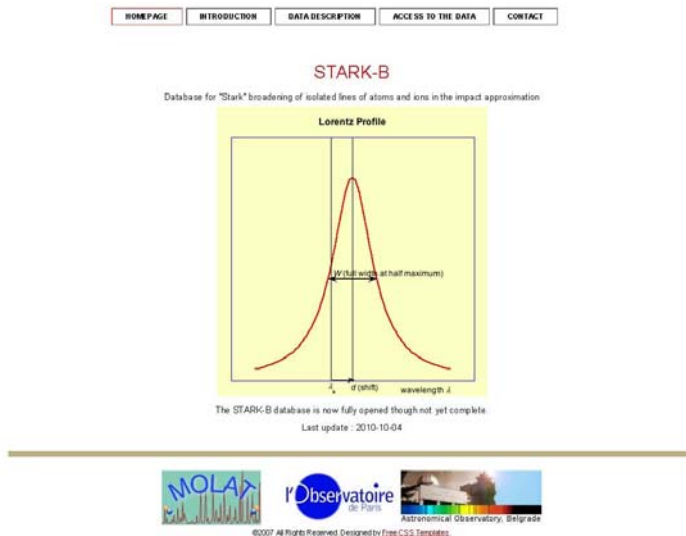 HOMEPAGE INTRODUCTION DATA DESCRIPTION ACCESS TO THE DATA CONTACT
STARK-B
Database for "Stark" broadening of isolated lines of atoms and ions in the impact approximation
Lorentz Profile
W (full width at half maximum)
d (shift) wavelength λ
The STARK-B database is now fully opened though not yet complete.
Last update : 2010-10-04
MOLAT
l'Observatoire
de Paris
Astronomical Observatory, Belgrade
©2007 All Rights Reserved. Designed by Free CSS Templates.